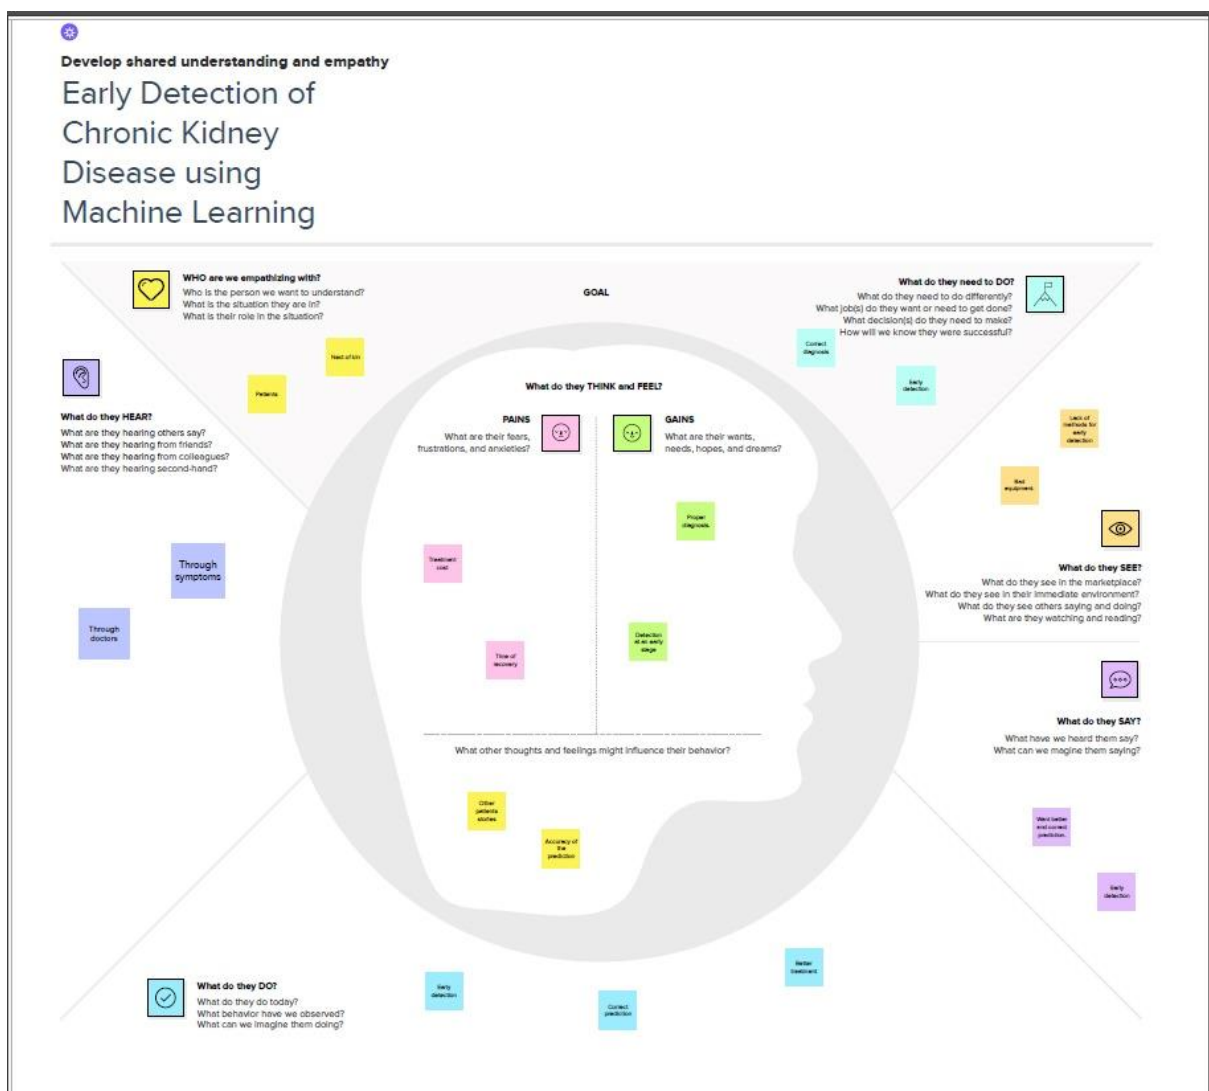 Develop shared understanding and empathy
Early Detection of
Chronic Kidney
Disease using
Machine Learning
WHO are we empathizing with?
Who is the person we want to understand?
What is the situation they are in?
What is their role in the situation?
GOAL
What do they need to DO?
What do they need to do differently?
What job(s) do they want or need to get done?
What decision(s) do they need to make?
How will we know they were successful?
Next of kin
Patients
Correct
diagnosis
Early
detection
What do they HEAR?
What are they hearing others say?
What are they hearing from friends?
What are they hearing from colleagues?
What are they hearing second-hand?
Through
symptoms
Through
doctors
What do they THINK and FEEL?
PAINS
What are their fears,
frustrations, and anxieties?
GAINS
What are their wants,
needs, hopes, and dreams?
Treatment
cost
Time of
recovery
Proper
diagnosis.
Detection
at an early
stage
Lack of
methods for
early
detection
Bad
equipment
What do they SEE?
What do they see in the marketplace?
What do they see in their immediate environment?
What do they see others saying and doing?
What are they watching and reading?
What do they SAY?
What have we heard them say?
What can we magine them saying?
Want better
and correct
prediction.
Early
detection
What other thoughts and feelings might influence their behavior?
Other
patients
stories
Accuracy of
the
prediction
What do they DO?
What do they do today?
What behavior have we observed?
What can we imagine them doing?
Early
detection
Correct
prediction
Better
treatment